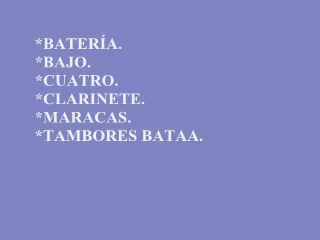 *BATERÍA.
*BAJO.
*CUATRO.
*CLARINETE.
*MARACAS.
*TAMBORES BATAA.